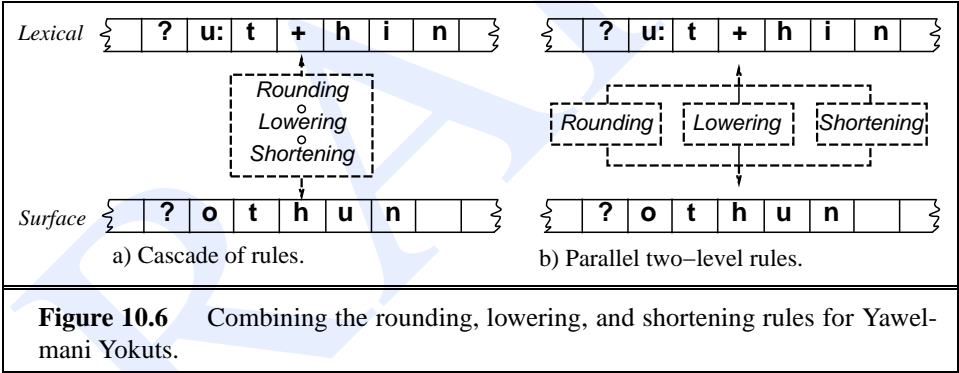 Lexical ? u: t + h i n ? u: t + h i n
Rounding
Lowering
Shortening
Rounding Lowering Shortening
Surface ? o t h u n ? o t h u n
a) Cascade of rules. b) Parallel two−level rules.
Figure 10.6 Combining the rounding, lowering, and shortening rules for Yawel-
mani Yokuts.